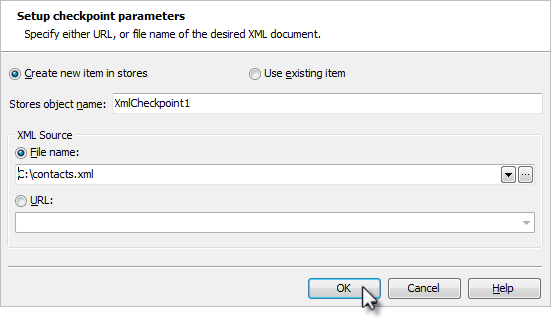 Setup checkpoint parameters
Specify either URL, or file name of the desired XML document.
Create new item in stores Use existing item
Stores object name: XmlCheckpoint1
XML Source
File name:
C:\contacts.xml ...
URL:
OK Cancel Help